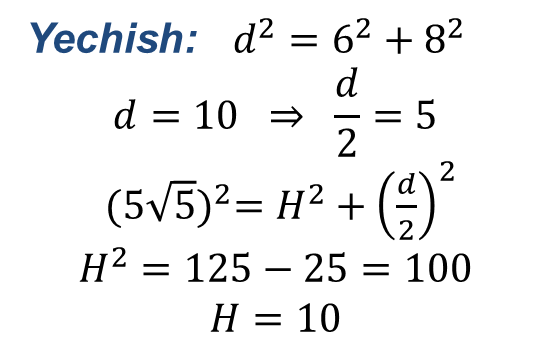 Yechish: d² = 6² + 8²
d = 10 ⇒ d/2 = 5
(5√5)² = H² + (d/2)²
H² = 125 − 25 = 100
H = 10